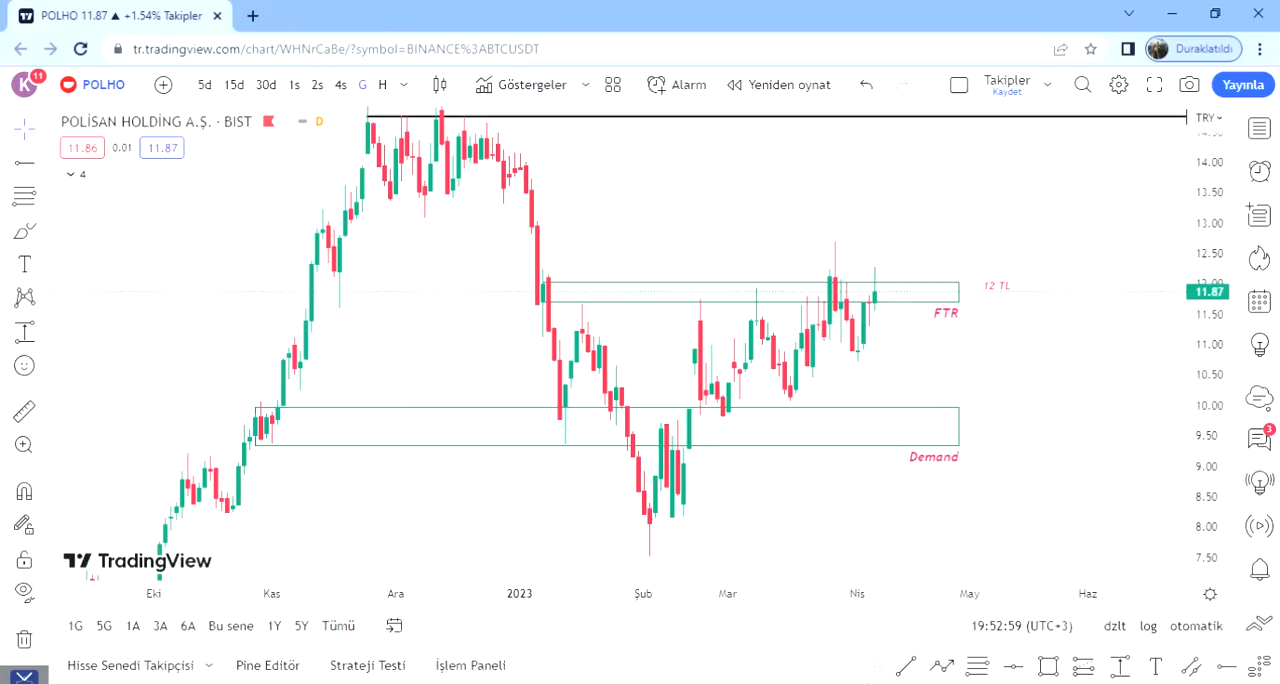 POLHO 11.87 ▲ +1.54% Takipler
tr.tradingview.com/chart/WHNrCaBe/?symbol=BINANCE%3ABTCUSDT
Duraklatıldı
K 11
POLHO
5d 15d 30d 1s 2s 4s G H
Göstergeler
Alarm
Yeniden oynat
Takipler
Kaydet
Yayınla
POLİSAN HOLDİNG A.Ş. · BIST
D
TRY
11.86 0.01 11.87
4
14.50
14.00
13.50
13.00
12.50
12.00
12 TL
11.87
FTR
11.50
11.00
10.50
10.00
9.50
3
Demand
9.00
8.50
8.00
7.50
TradingView
Eki Kas Ara 2023 Şub Mar Nis May Haz
1G 5G 1A 3A 6A Bu sene 1Y 5Y Tümü
19:52:59 (UTC+3) dzlt log otomatik
Hisse Senedi Takipçisi Pine Editör Strateji Testi İşlem Paneli